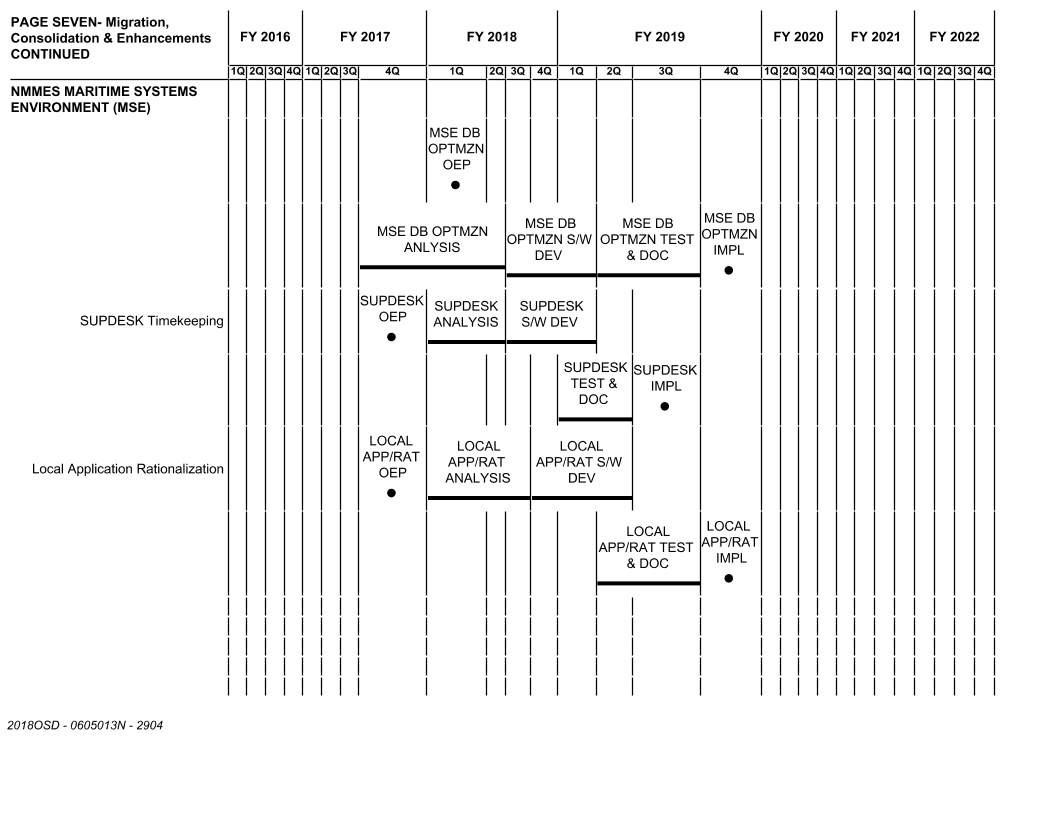 PAGE SEVEN- Migration,
Consolidation & Enhancements
CONTINUED
FY 2016 FY 2017 FY 2018 FY 2019 FY 2020 FY 2021 FY 2022
1Q 2Q 3Q 4Q 1Q 2Q 3Q 4Q 1Q 2Q 3Q 4Q 1Q 2Q 3Q 4Q 1Q 2Q 3Q 4Q 1Q 2Q 3Q 4Q 1Q 2Q 3Q 4Q
NMMES MARITIME SYSTEMS
ENVIRONMENT (MSE)
MSE DB
OPTMZN
OEP
MSE DB OPTMZN
ANLYSIS
MSE DB
OPTMZN S/W
DEV
MSE DB
OPTMZN TEST
& DOC
MSE DB
OPTMZN
IMPL
SUPDESK Timekeeping
SUPDESK
OEP
SUPDESK
ANALYSIS
SUPDESK
S/W DEV
SUPDESK
TEST &
DOC
SUPDESK
IMPL
Local Application Rationalization
LOCAL
APP/RAT
OEP
LOCAL
APP/RAT
ANALYSIS
LOCAL
APP/RAT S/W
DEV
LOCAL
APP/RAT TEST
& DOC
LOCAL
APP/RAT
IMPL
2018OSD - 0605013N - 2904